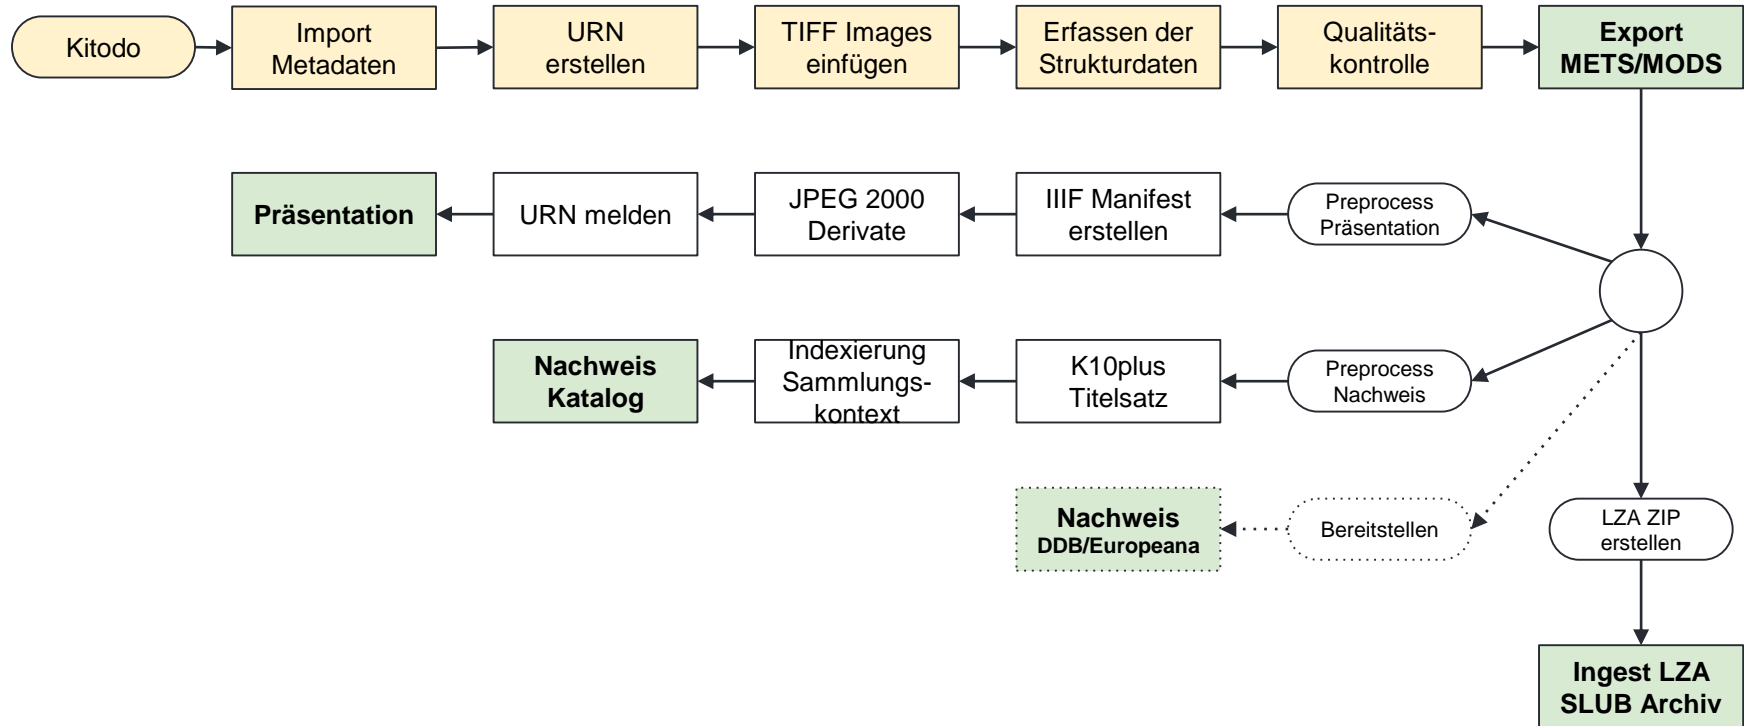 Kitodo
Import
Metadaten
URN
erstellen
TIFF Images
einfügen
Erfassen der
Strukturdaten
Qualitäts-
kontrolle
Export
METS/MODS
Präsentation
URN melden
JPEG 2000
Derivate
IIIF Manifest
erstellen
Preprocess
Präsentation
Nachweis
Katalog
Indexierung
Sammlungs-
kontext
K10plus
Titelsatz
Preprocess
Nachweis
Nachweis
DDB/Europeana
Bereitstellen
LZA ZIP
erstellen
Ingest LZA
SLUB Archiv